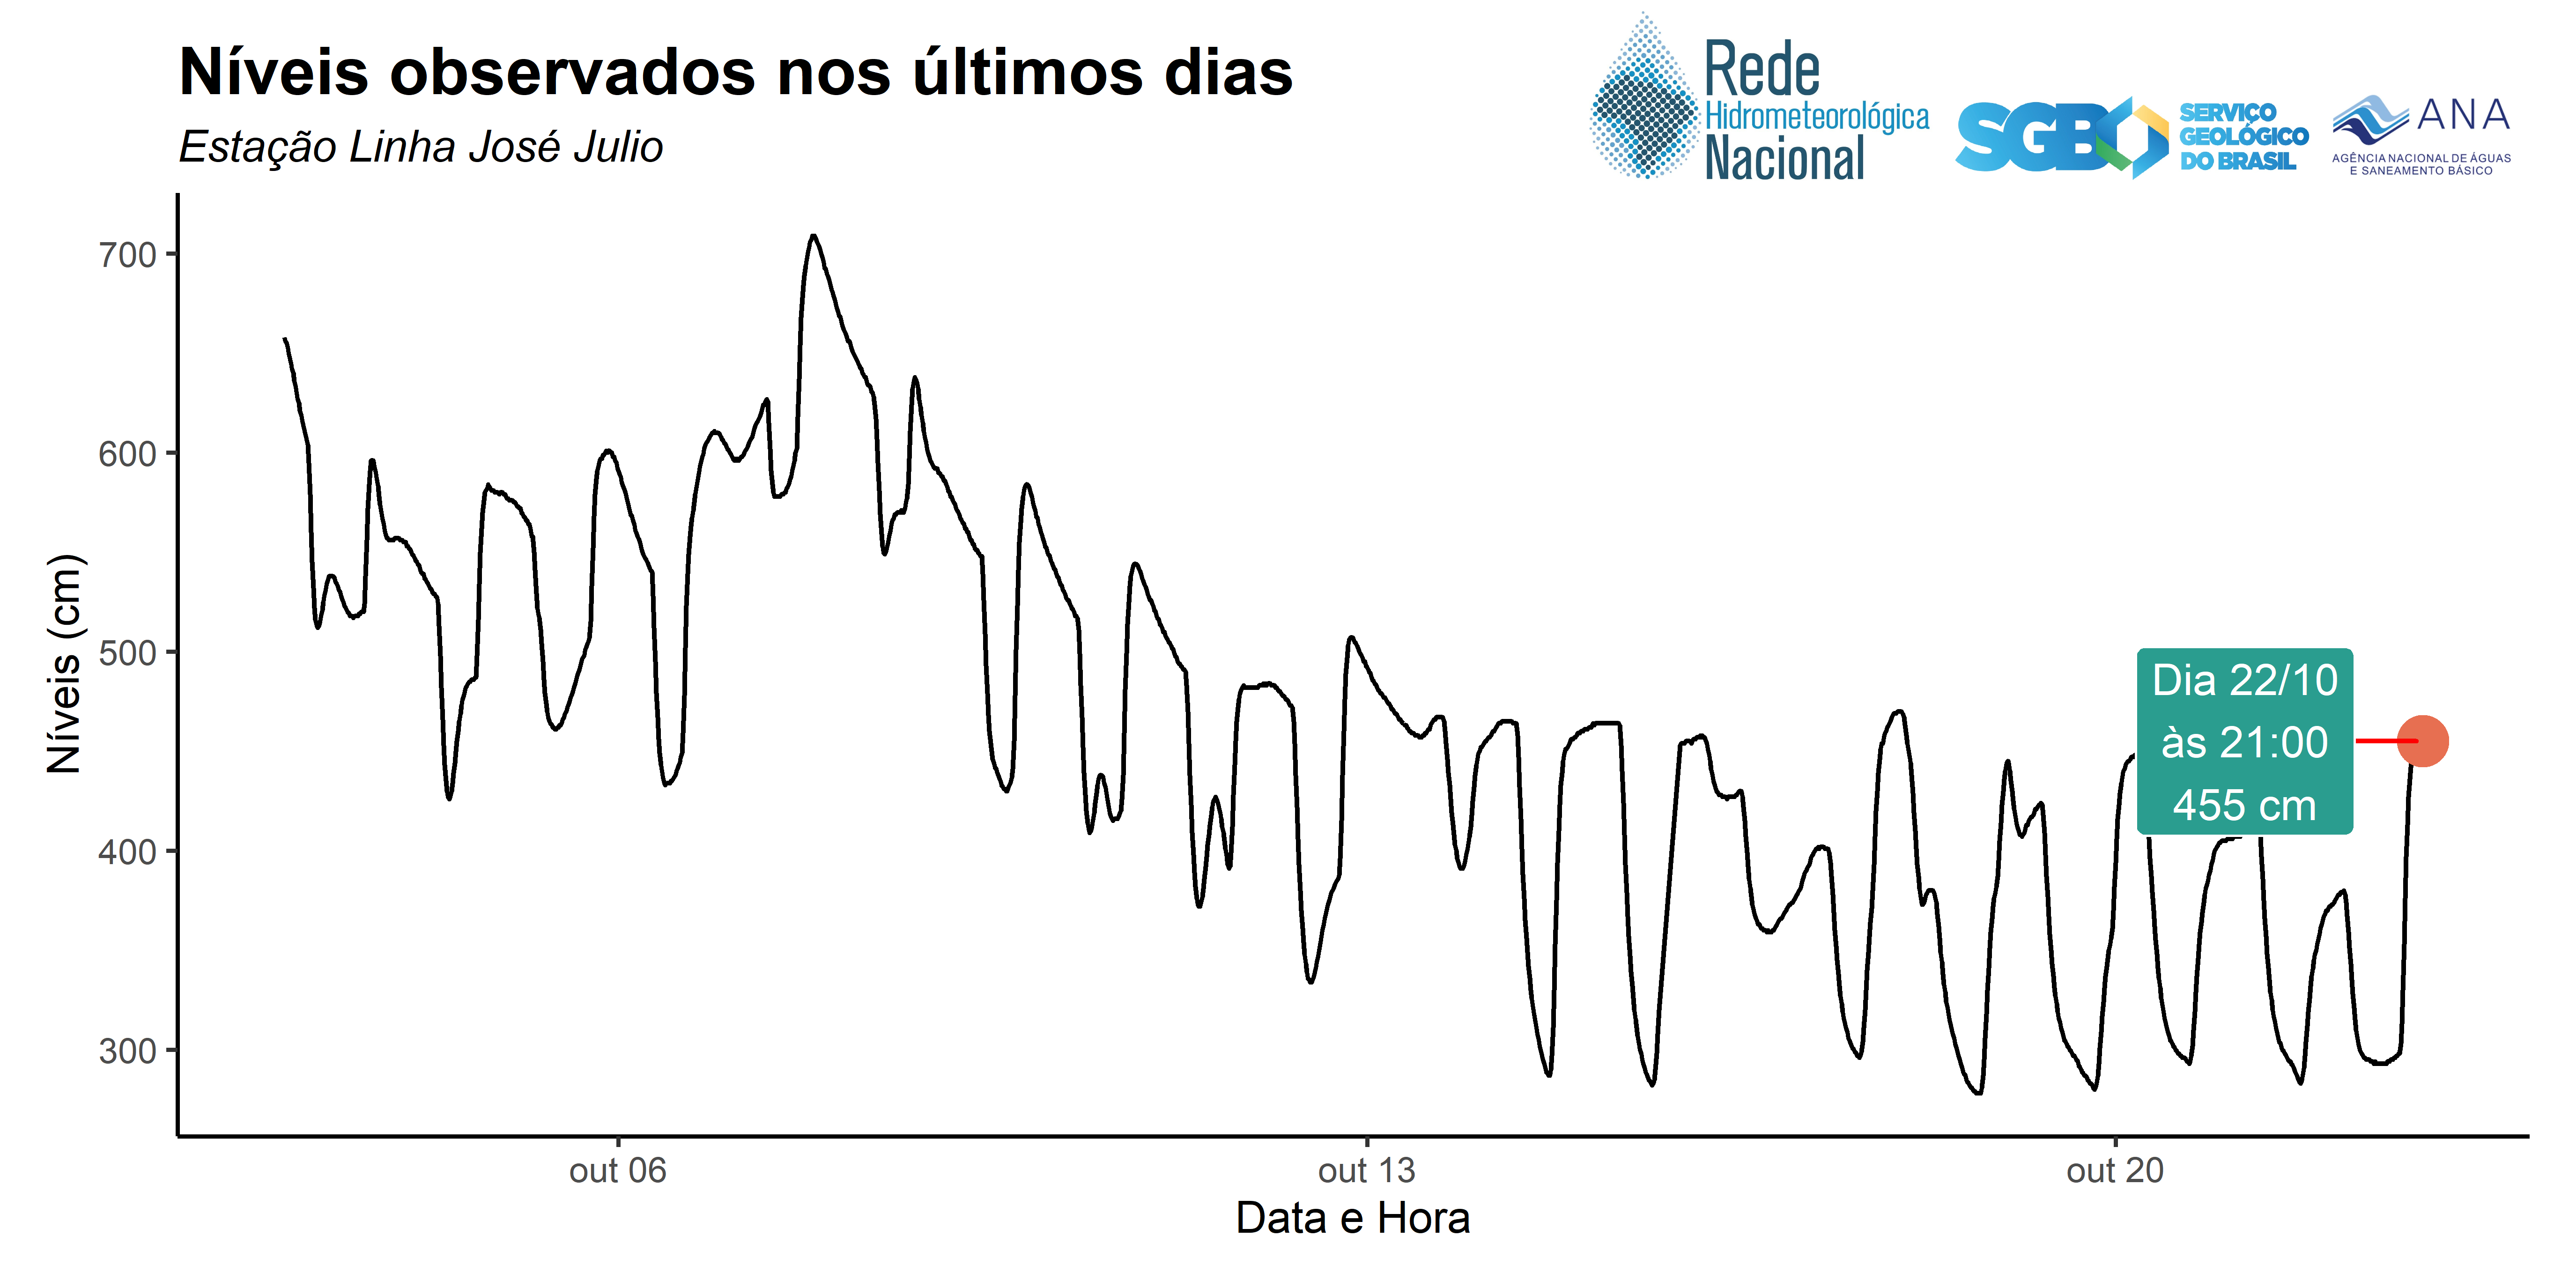 Níveis observados nos últimos dias
Estação Linha José Julio
Rede
Hidrometeorológica
Nacional
SGB
SERVIÇO
GEOLÓGICO
DO BRASIL
ANA
AGÊNCIA NACIONAL DE ÁGUAS
E SANEAMENTO BÁSICO
Níveis (cm)
700
600
500
400
300
Dia 22/10
às 21:00
455 cm
out 06
out 13
out 20
Data e Hora